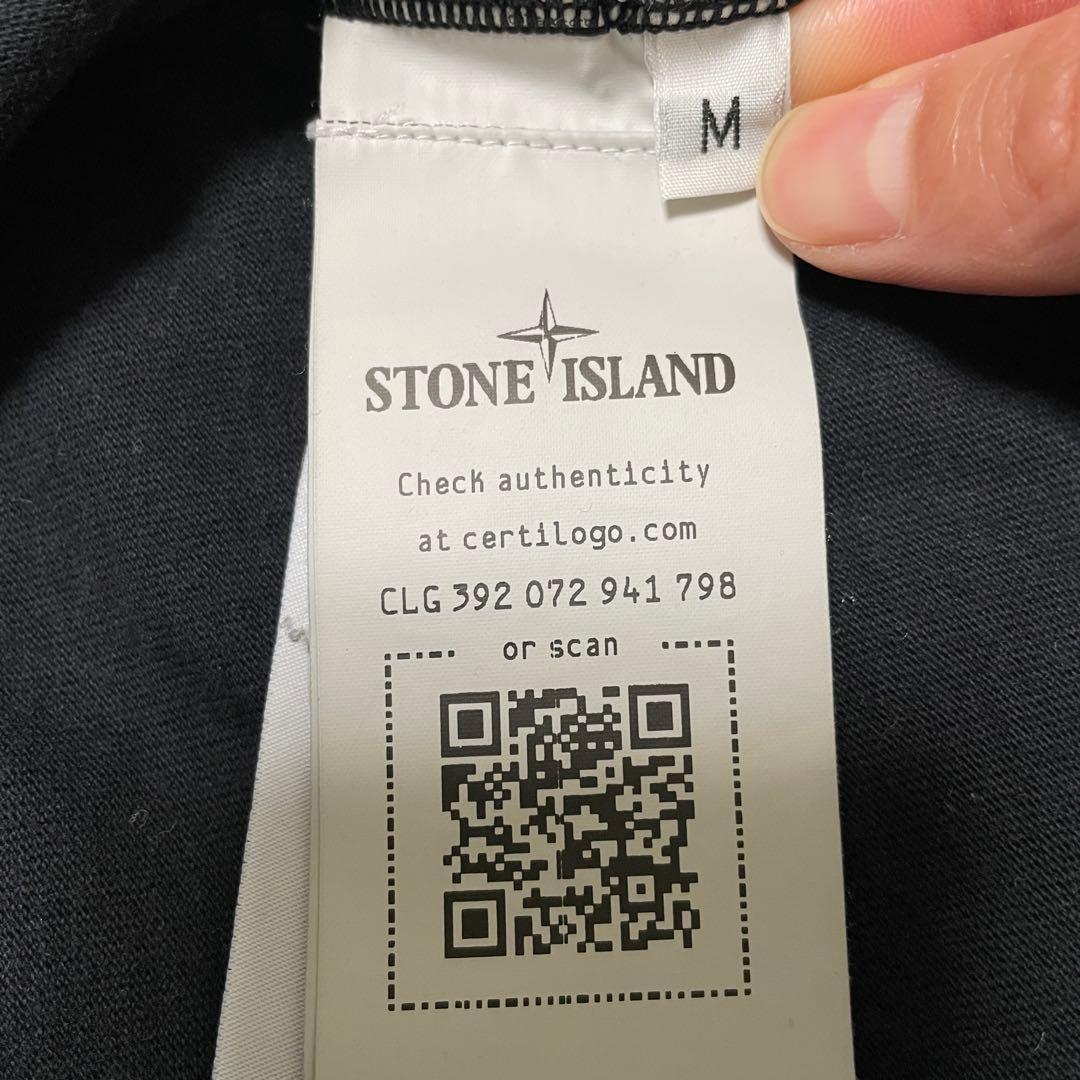 M
STONE ISLAND
Check authenticity
at certilogo.com
CLG 392 072 941 798
or scan